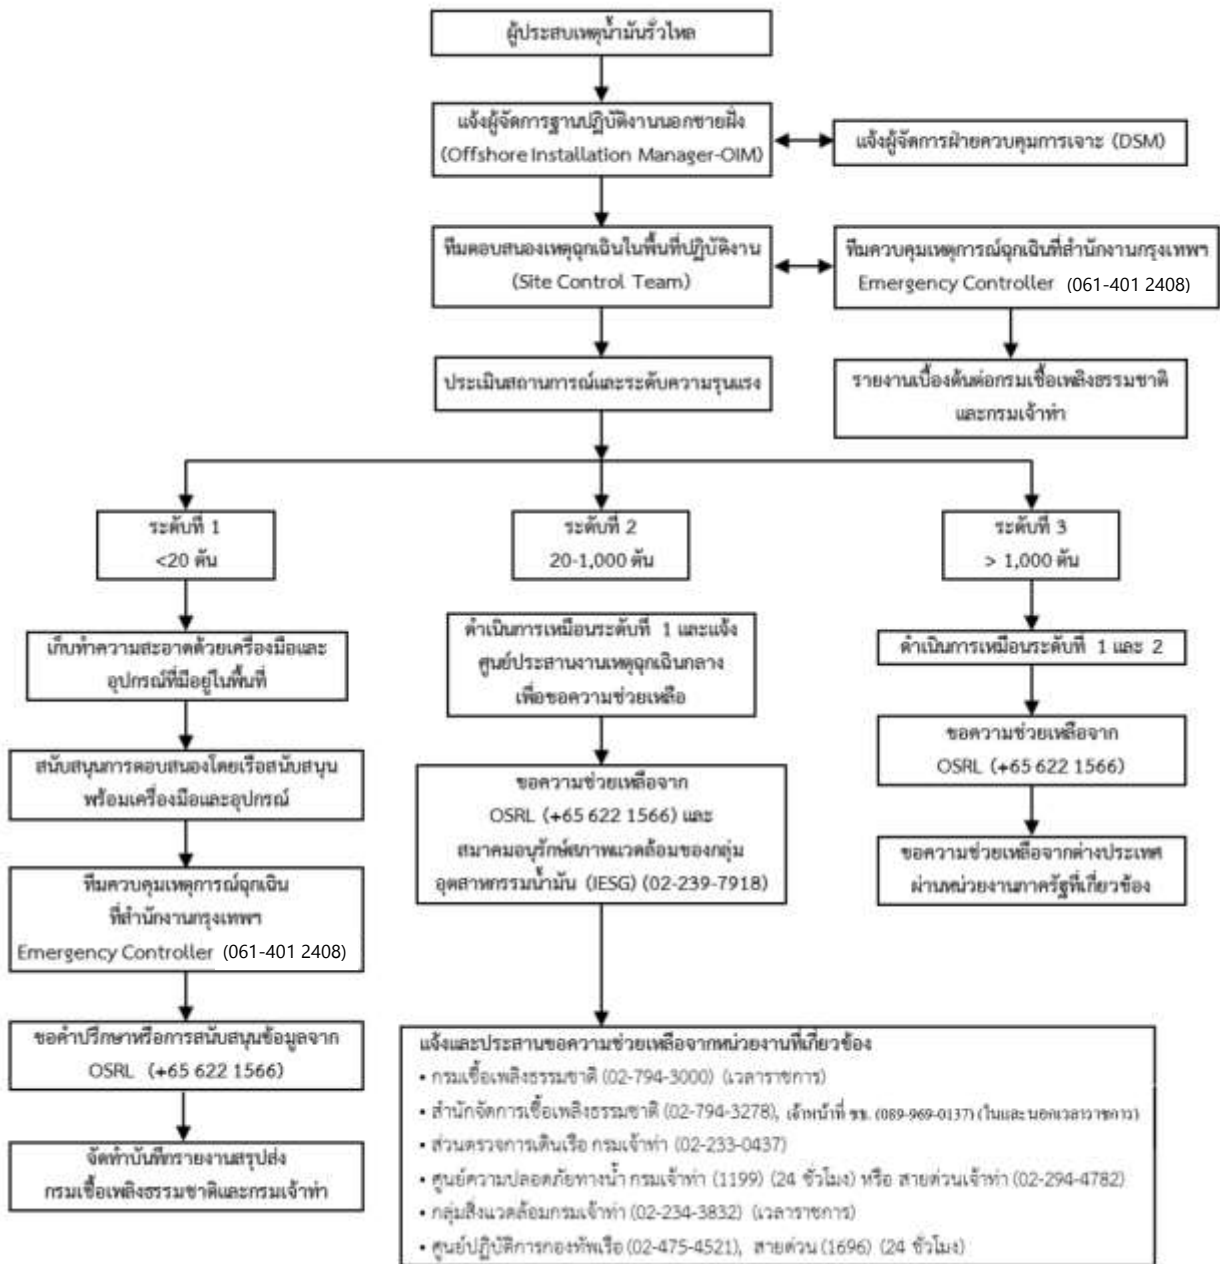 ผู้ประสบเหตุน้ำมันรั่วไหล
แจ้งผู้จัดการฐานปฏิบัติงานนอกชายฝั่ง
(Offshore Installation Manager-OIM)
แจ้งผู้จัดการฝ่ายควบคุมการเจาะ (DSM)
ทีมตอบสนองเหตุฉุกเฉินในพื้นที่ปฏิบัติงาน
(Site Control Team)
ทีมควบคุมเหตุการณ์ฉุกเฉินที่สำนักงานกรุงเทพฯ
Emergency Controller (061-401 2408)
ประเมินสถานการณ์และระดับความรุนแรง
รายงานเบื้องต้นต่อกรมเชื้อเพลิงธรรมชาติ
และกรมเจ้าท่า
ระดับที่ 1
<20 ตัน
เก็บทำความสะอาดด้วยเครื่องมือและ
อุปกรณ์ที่มีอยู่ในพื้นที่
สนับสนุนการตอบสนองโดยเรือสนับสนุน
พร้อมเครื่องมือและอุปกรณ์
ทีมควบคุมเหตุการณ์ฉุกเฉิน
ที่สำนักงานกรุงเทพฯ
Emergency Controller (061-401 2408)
ขอคำปรึกษาหรือการสนับสนุนข้อมูลจาก
OSRL (+65 622 1566)
จัดทำบันทึกรายงานสรุปส่ง
กรมเชื้อเพลิงธรรมชาติและกรมเจ้าท่า
ระดับที่ 2
20-1,000 ตัน
ดำเนินการเหมือนระดับที่ 1 และแจ้ง
ศูนย์ประสานงานเหตุฉุกเฉินกลาง
เพื่อขอความช่วยเหลือ
ขอความช่วยเหลือจาก
OSRL (+65 622 1566) และ
สมาคมอนุรักษ์สภาพแวดล้อมของกลุ่ม
อุตสาหกรรมน้ำมัน (IESG) (02-239-7918)
แจ้งและประสานขอความช่วยเหลือจากหน่วยงานที่เกี่ยวข้อง
• กรมเชื้อเพลิงธรรมชาติ (02-794-3000) (เวลาราชการ)
• สำนักจัดการเชื้อเพลิงธรรมชาติ (02-794-3278), เจ้าหน้าที่ ชช. (089-969-0137) (ในและนอกเวลาราชการ)
• ส่วนตรวจการเดินเรือ กรมเจ้าท่า (02-233-0437)
• ศูนย์ความปลอดภัยทางน้ำ กรมเจ้าท่า (1199) (24 ชั่วโมง) หรือ สายด่วนเจ้าท่า (02-294-4782)
• กลุ่มสิ่งแวดล้อมกรมเจ้าท่า (02-234-3832) (เวลาราชการ)
• ศูนย์ปฏิบัติการกองทัพเรือ (02-475-4521), สายด่วน (1696) (24 ชั่วโมง)
ระดับที่ 3
> 1,000 ตัน
ดำเนินการเหมือนระดับที่ 1 และ 2
ขอความช่วยเหลือจาก
OSRL (+65 622 1566)
ขอความช่วยเหลือจากต่างประเทศ
ผ่านหน่วยงานภาครัฐที่เกี่ยวข้อง